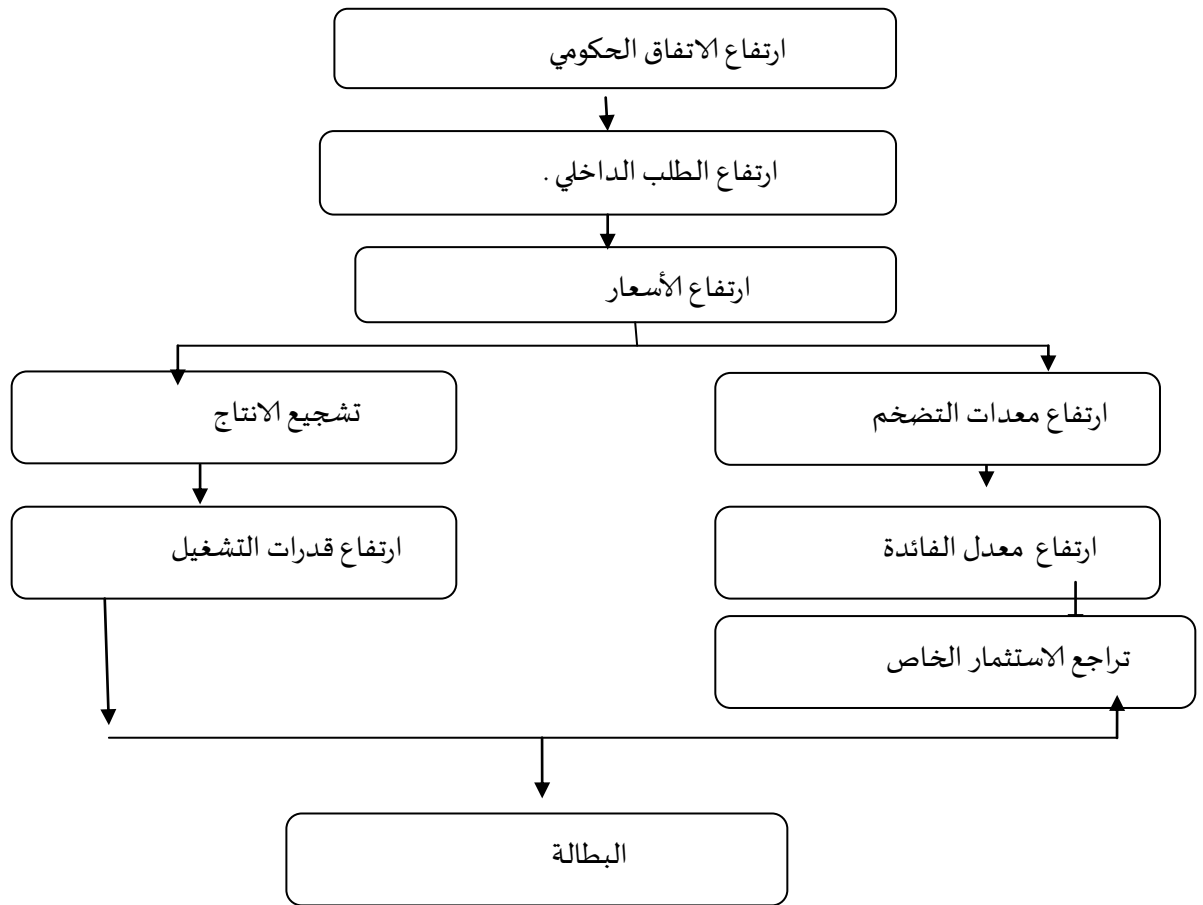 ارتفاع الاتفاق الحكومي
ارتفاع الطلب الداخلي .
ارتفاع الأسعار
ارتفاع معدات التضخم
تشجيع الانتاج
ارتفاع معدل الفائدة
ارتفاع قدرات التشغيل
تراجع الاستثمار الخاص
البطالة